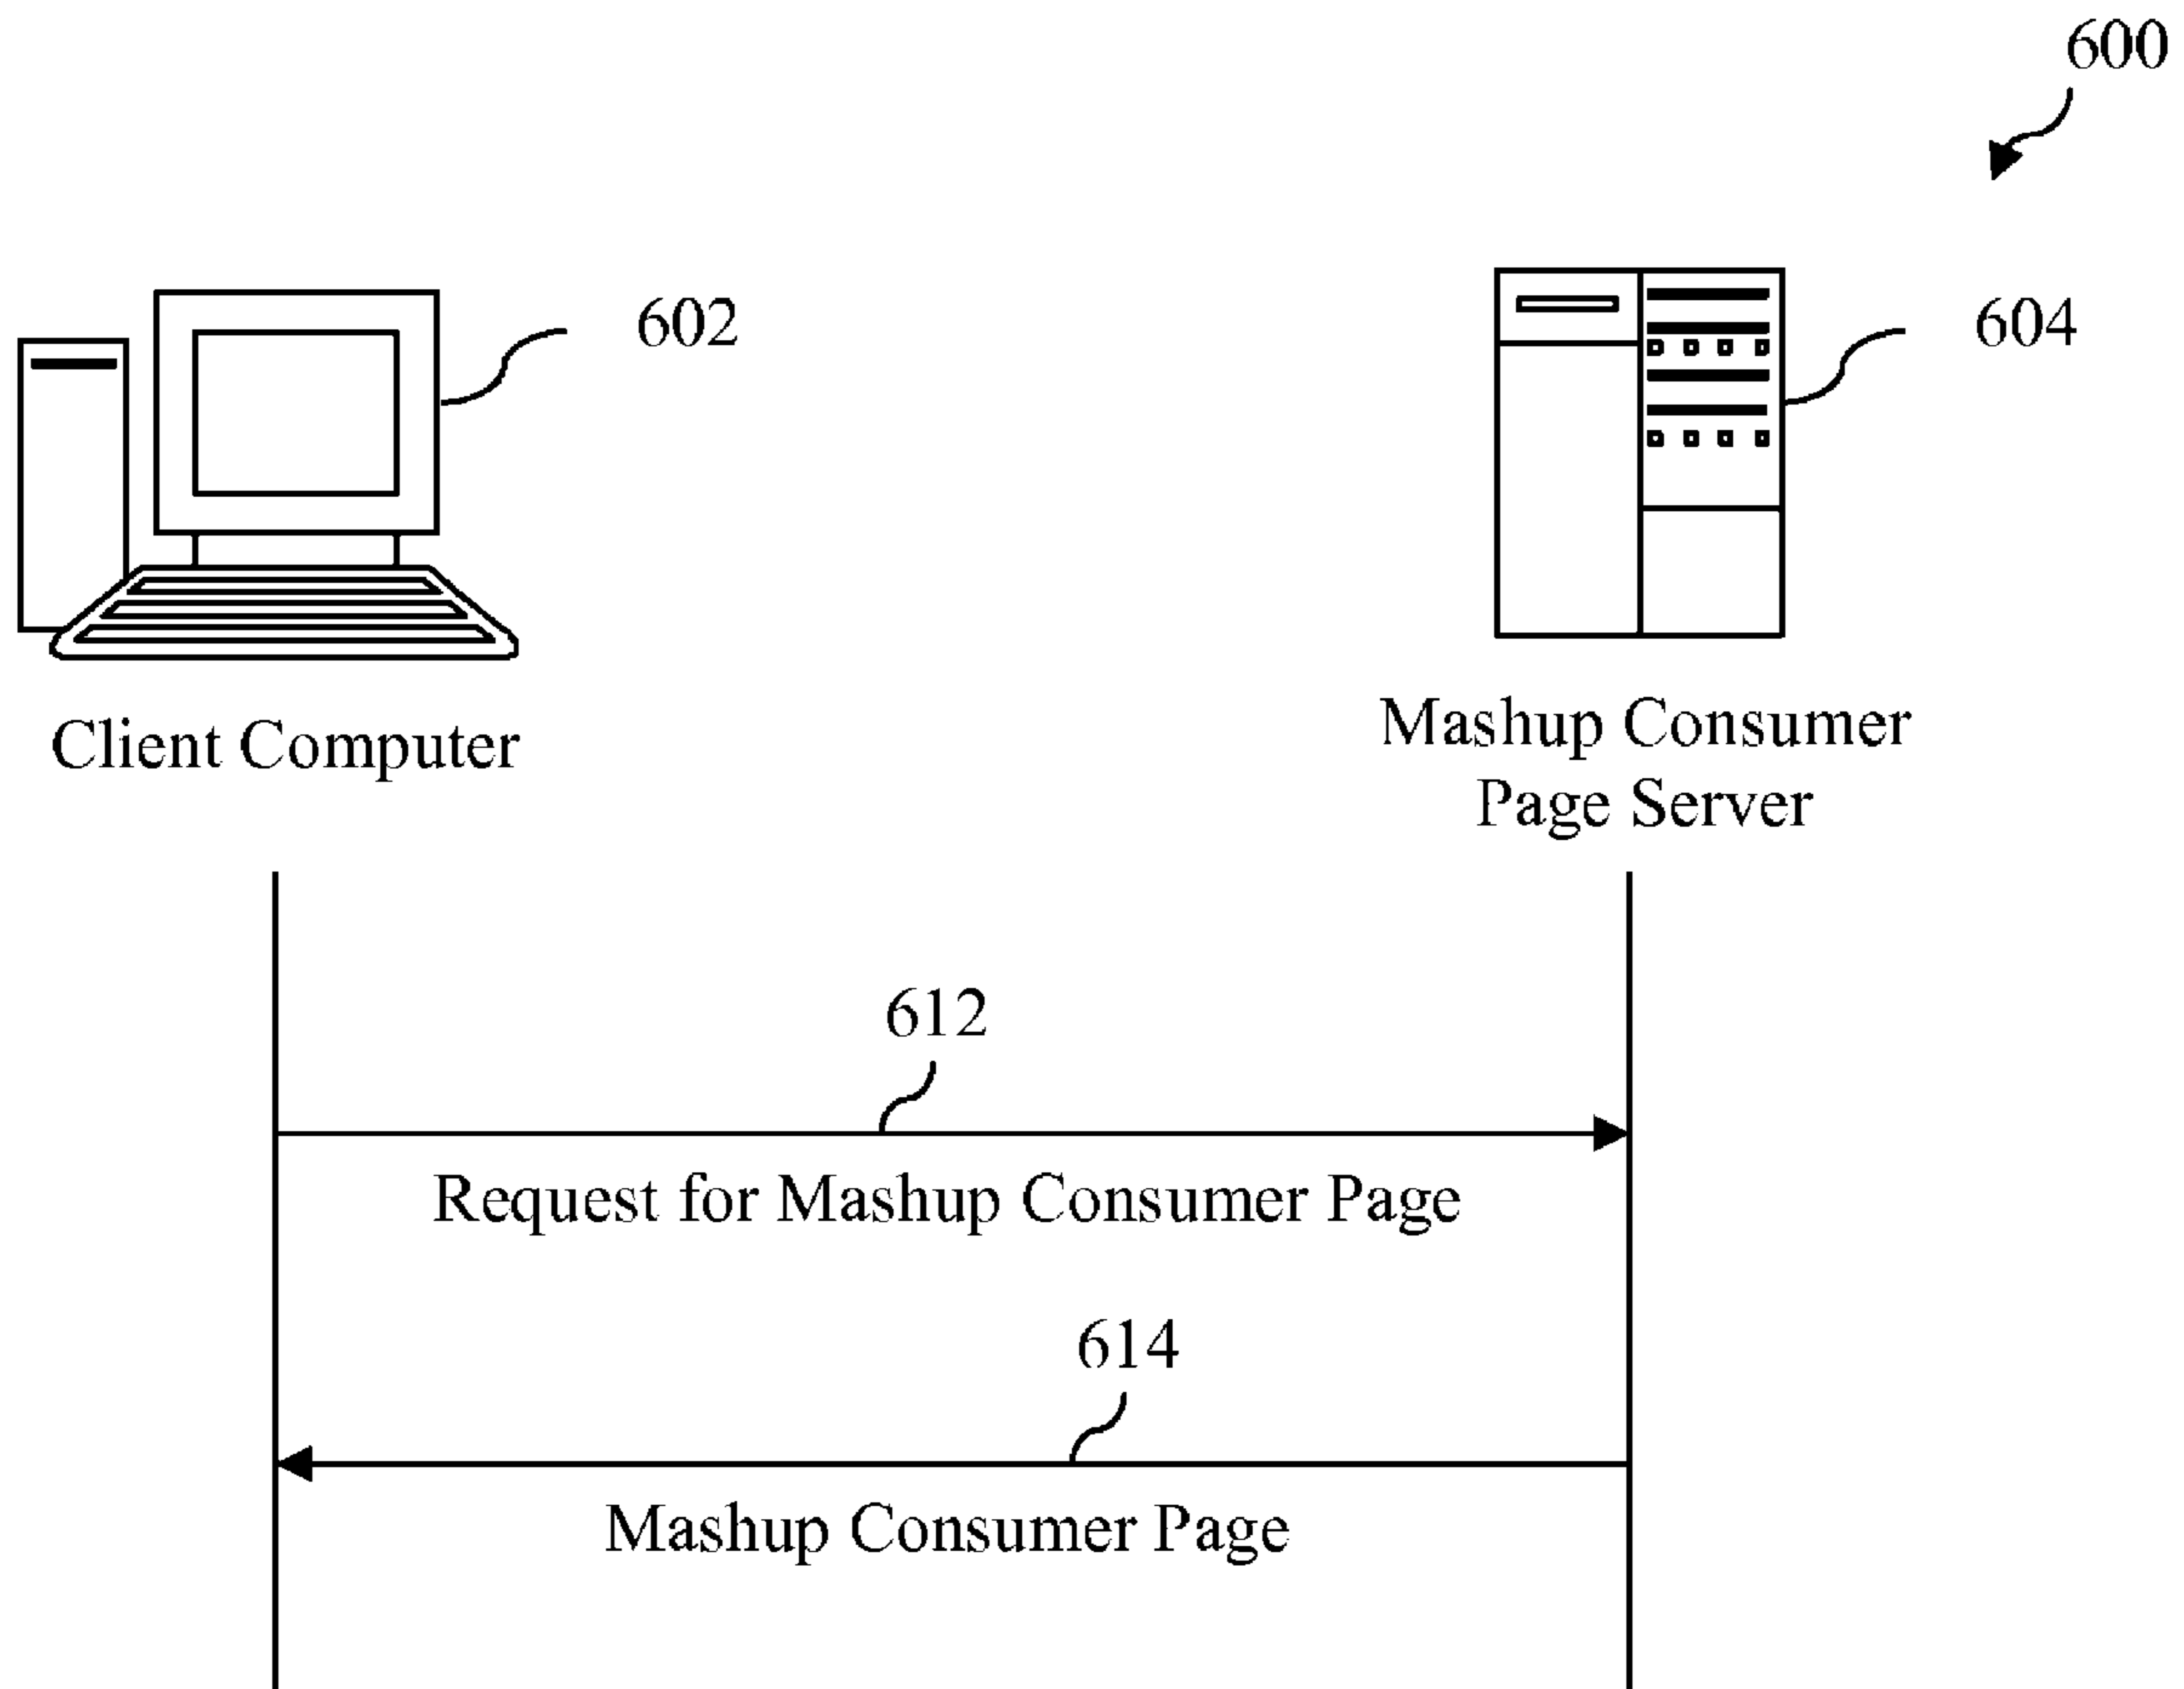 600
602
604
Client Computer
Mashup Consumer
Page Server
612
Request for Mashup Consumer Page
614
Mashup Consumer Page